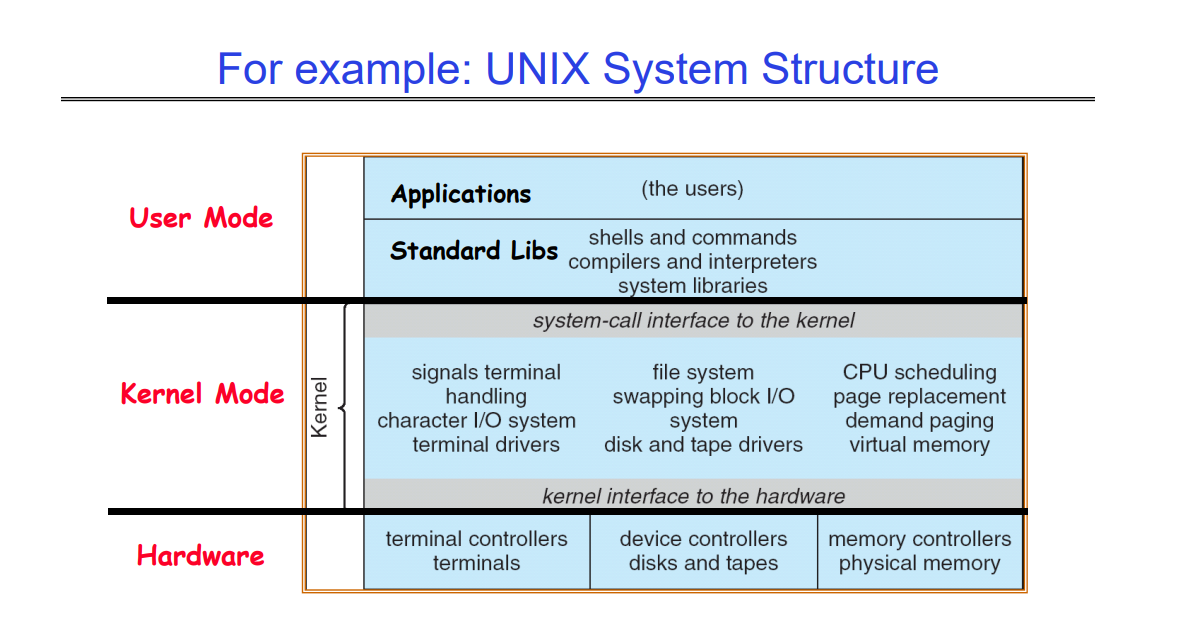 For example: UNIX System Structure
User Mode
Applications
(the users)
Standard Libs
shells and commands
compilers and interpreters
system libraries
Kernel Mode
Kernel
system-call interface to the kernel
signals terminal
handling
character I/O system
terminal drivers
file system
swapping block I/O
system
disk and tape drivers
CPU scheduling
page replacement
demand paging
virtual memory
kernel interface to the hardware
Hardware
terminal controllers
terminals
device controllers
disks and tapes
memory controllers
physical memory